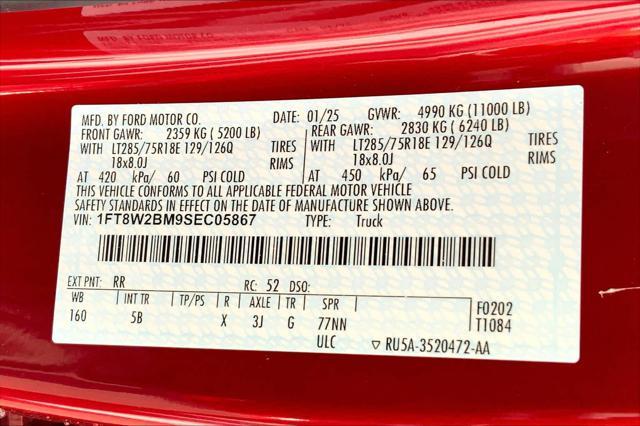 MFD. BY FORD MOTOR CO. DATE: 01/25 GVWR: 4990 KG (11000 LB)
FRONT GAWR: 2359 KG ( 5200 LB) REAR GAWR: 2830 KG ( 6240 LB)
WITH LT285/75R18E 129/126Q TIRES WITH LT285/75R18E 129/126Q TIRES
18x8.0J RIMS 18x8.0J RIMS
AT 420 kPa/ 60 PSI COLD AT 450 kPa/ 65 PSI COLD
THIS VEHICLE CONFORMS TO ALL APPLICABLE FEDERAL MOTOR VEHICLE
SAFETY STANDARDS IN EFFECT ON THE DATE OF MANUFACTURE SHOWN ABOVE.
VIN: 1FT8W2BM9SEC05867 TYPE: Truck
EXT PNT: RR RC: 52 DSO:
WB INT TR TP/PS R AXLE TR SPR F0202
160 5B X 3J G 77NN T1084
ULC ▽ RU5A-3520472-AA